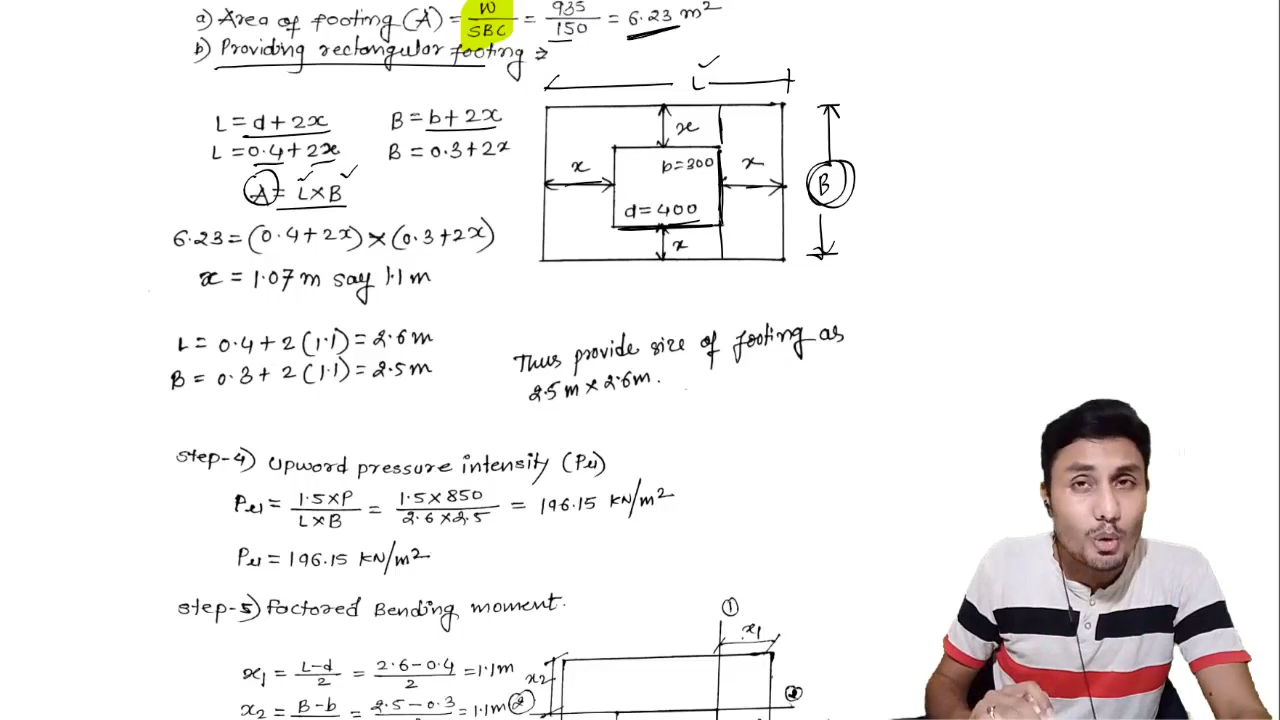 a) Area of footing (A) = W/SBC = 935/150 = 6.23 m²
b) Providing rectangular footing :-
L
L = d + 2x B = b + 2x
L = 0.4 + 2x B = 0.3 + 2x
A = L × B
x
b = 300
x
x
d = 400
x
B
6.23 = (0.4 + 2x) × (0.3 + 2x)
x = 1.07 m say 1.1 m
L = 0.4 + 2 (1.1) = 2.6 m
B = 0.3 + 2 (1.1) = 2.5 m
Thus provide size of footing as
2.5 m × 2.6 m.
step-4) Upword pressure intensity (Pu)
Pu = 1.5×P/L×B = 1.5×850/2.6×2.5 = 196.15 KN/m²
Pu = 196.15 KN/m²
step-5) Factored Bending moment.
1
x1
x1 = L-d/2 = 2.6-0.4/2 = 1.1m
x2
x2 = B-b = 2.5-0.3 = 1.1m
2
2